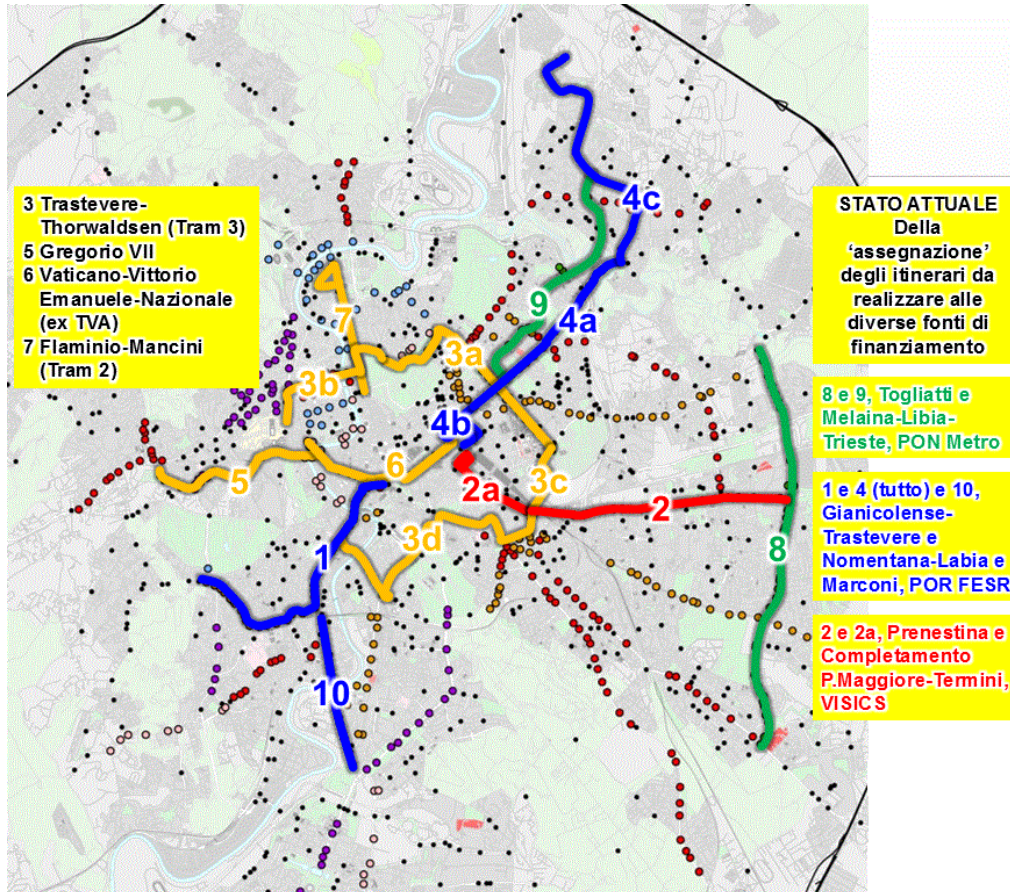 3 Trastevere-
Thorwaldsen (Tram 3)
5 Gregorio VII
6 Vaticano-Vittorio
Emanuele-Nazionale
(ex TVA)
7 Flaminio-Mancini
(Tram 2)
STATO ATTUALE
Della
‘assegnazione’
degli itinerari da
realizzare alle
diverse fonti di
finanziamento
8 e 9, Togliatti e
Melaina-Libia-
Trieste, PON Metro
1 e 4 (tutto) e 10,
Gianicolense-
Trastevere e
Nomentana-Labia e
Marconi, POR FESR
2 e 2a, Prenestina e
Completamento
P.Maggiore-Termini,
VISICS
4c
9
4a
7
3a
3b
4b
6
5
2a
3c
2
3d
8
1
10